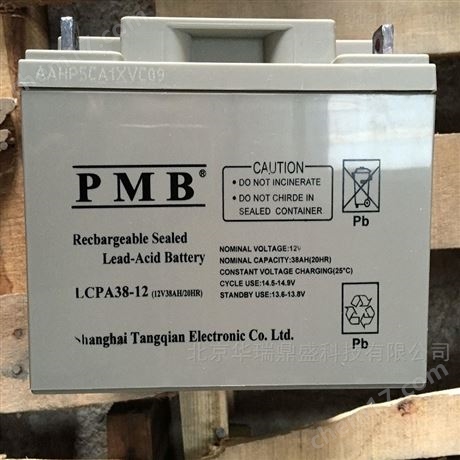 AAHP5CA1XVC09
PMB®
Recbargeable Sealed
Lead-Acid Battery
LCPA38-12 (12V38AH/20HR)
Shanghai Tangqian Electronic Co. Ltd.
CAUTION
• DO NOT INCINERATE
• DO NOT CHIRDE IN
SEALED CONTAINER
NOMINAL VOLTAGE:12V
NOMINAL CAPACITY:38AH(20HR)
CONSTANT VOLTAGE CHARGING(25°C)
CYCLE USE:14.5-14.9V
STANDBY USE:13.6-13.8V
Pb
Pb
北京华瑞鼎盛科技有限公司